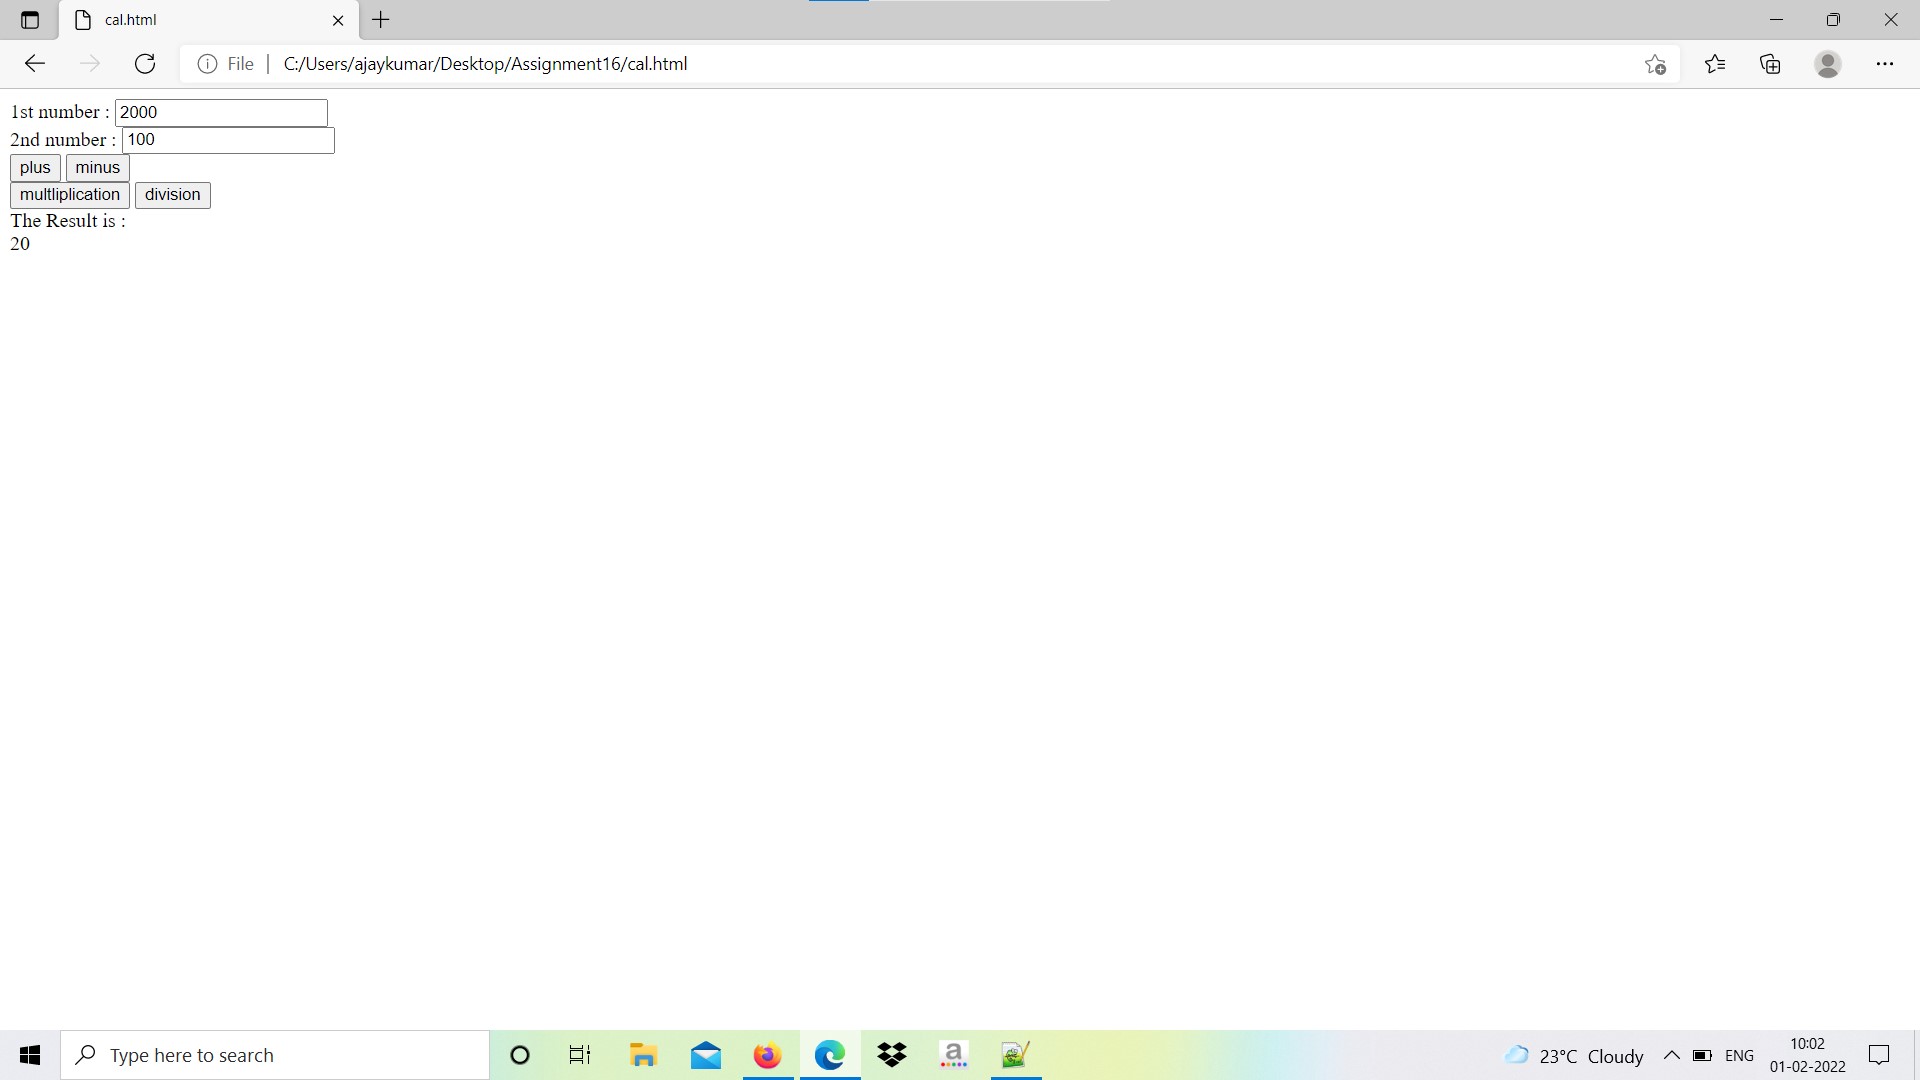 cal.html
File | C:/Users/ajaykumar/Desktop/Assignment16/cal.html
1st number : 2000
2nd number : 100
plus minus
multliplication division
The Result is :
20
Type here to search
a
23°C Cloudy
ENG
10:02
01-02-2022